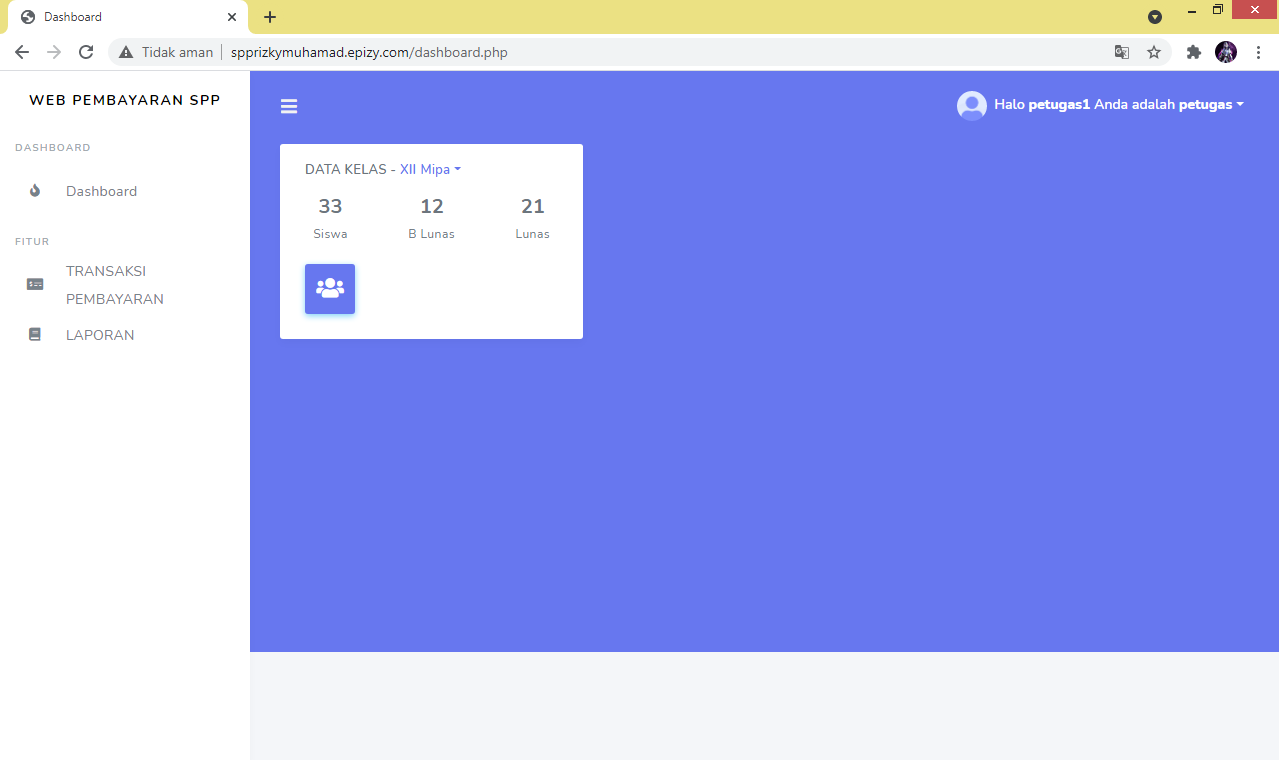 Dashboard
Tidak aman
spprizkymuhamad.epizy.com/dashboard.php
WEB PEMBAYARAN SPP
DASHBOARD
Dashboard
FITUR
TRANSAKSI
PEMBAYARAN
LAPORAN
Halo petugas1 Anda adalah petugas
DATA KELAS - XII Mipa
33 12 21
Siswa B Lunas Lunas